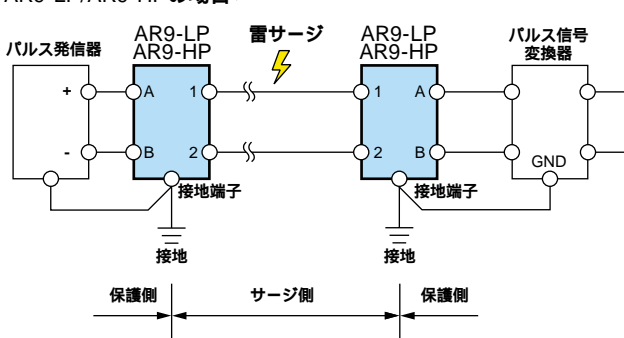 AR9-LP/AR9-HPの場合
パルス発信器
AR9-LP
AR9-HP
雷サージ
AR9-LP
AR9-HP
パルス信号
変換器
+
A
1
1
A
-
B
2
2
B
GND
接地端子
接地端子
接地
接地
保護側
サージ側
保護側